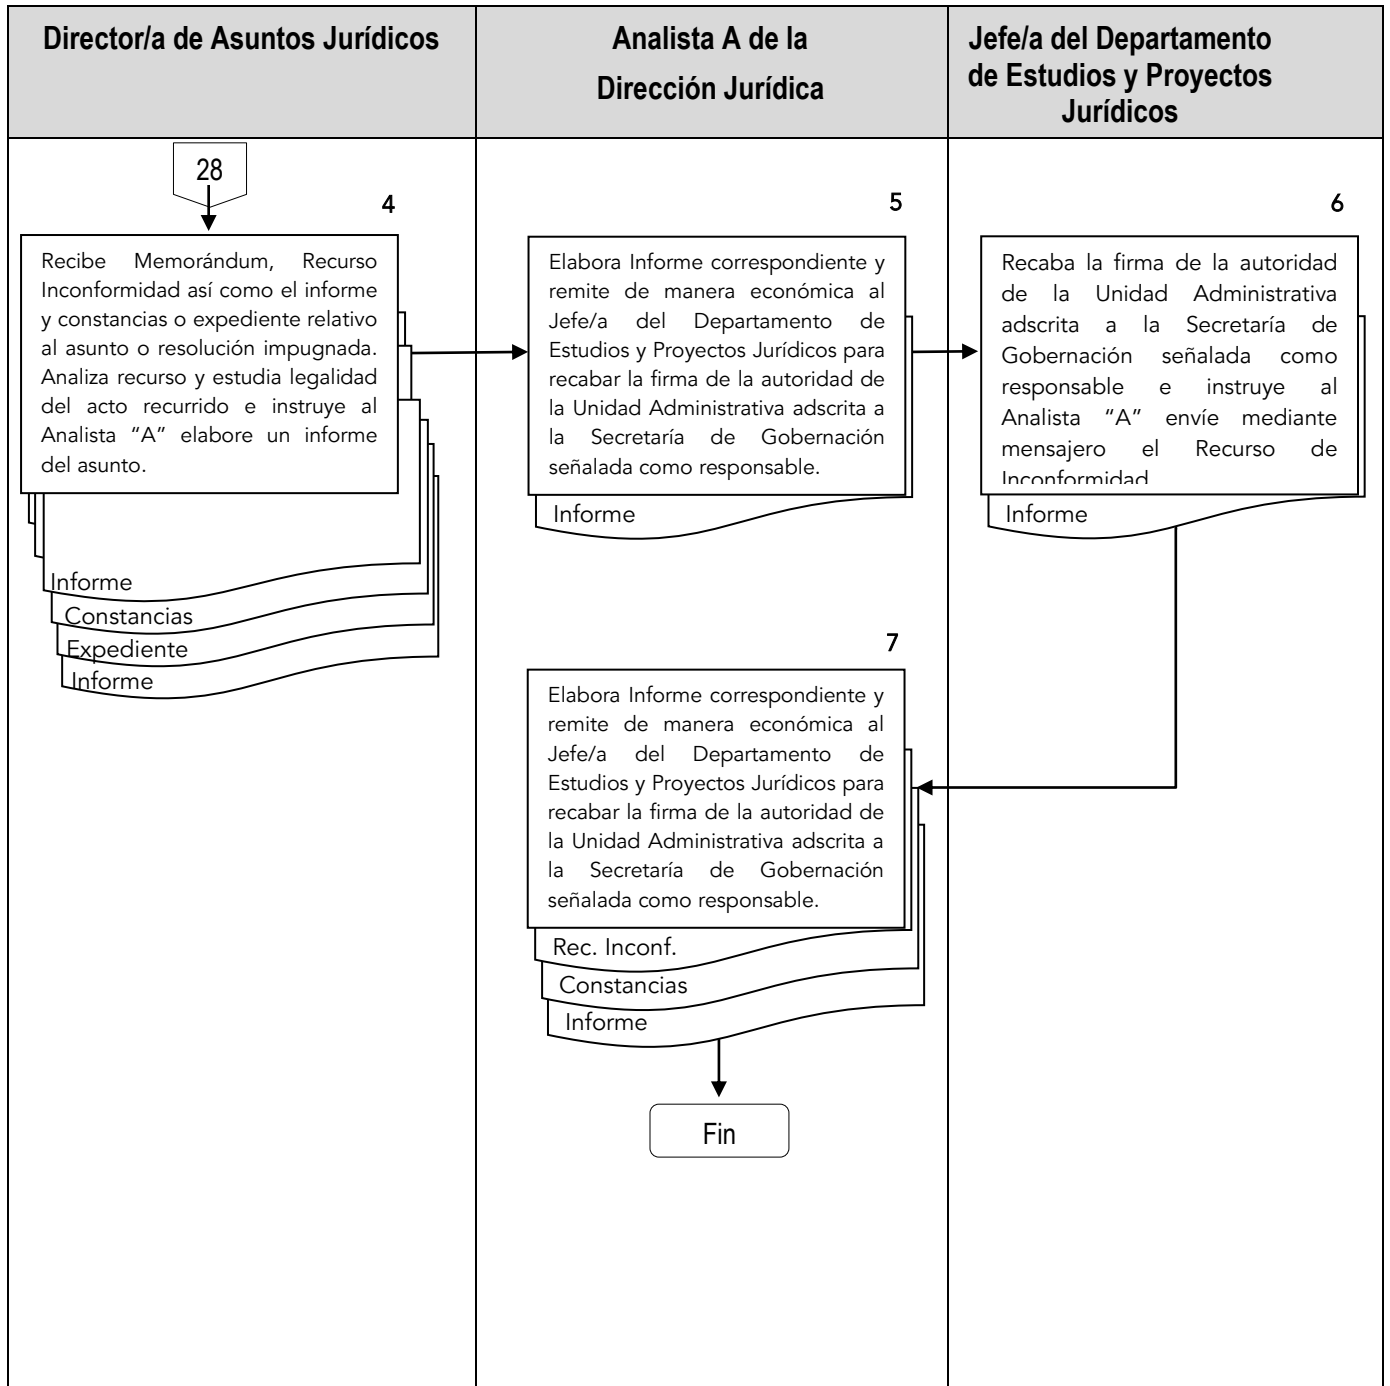 Director/a de Asuntos Jurídicos
Analista A de la
Dirección Jurídica
Jefe/a del Departamento
de Estudios y Proyectos
Jurídicos
28
4
Recibe Memorándum, Recurso
Inconformidad así como el informe
y constancias o expediente relativo
al asunto o resolución impugnada.
Analiza recurso y estudia legalidad
del acto recurrido e instruye al
Analista "A" elabore un informe
del asunto.
Informe
Constancias
Expediente
Informe
5
Elabora Informe correspondiente y
remite de manera económica al
Jefe/a del Departamento de
Estudios y Proyectos Jurídicos para
recabar la firma de la autoridad de
la Unidad Administrativa adscrita a
la Secretaría de Gobernación
señalada como responsable.
Informe
6
Recaba la firma de la autoridad
de la Unidad Administrativa
adscrita a la Secretaría de
Gobernación señalada como
responsable e instruye al
Analista "A" envíe mediante
mensajero el Recurso de
Inconformidad
Informe
7
Elabora Informe correspondiente y
remite de manera económica al
Jefe/a del Departamento de
Estudios y Proyectos Jurídicos para
recabar la firma de la autoridad de
la Unidad Administrativa adscrita a
la Secretaría de Gobernación
señalada como responsable.
Rec. Inconf.
Constancias
Informe
Fin